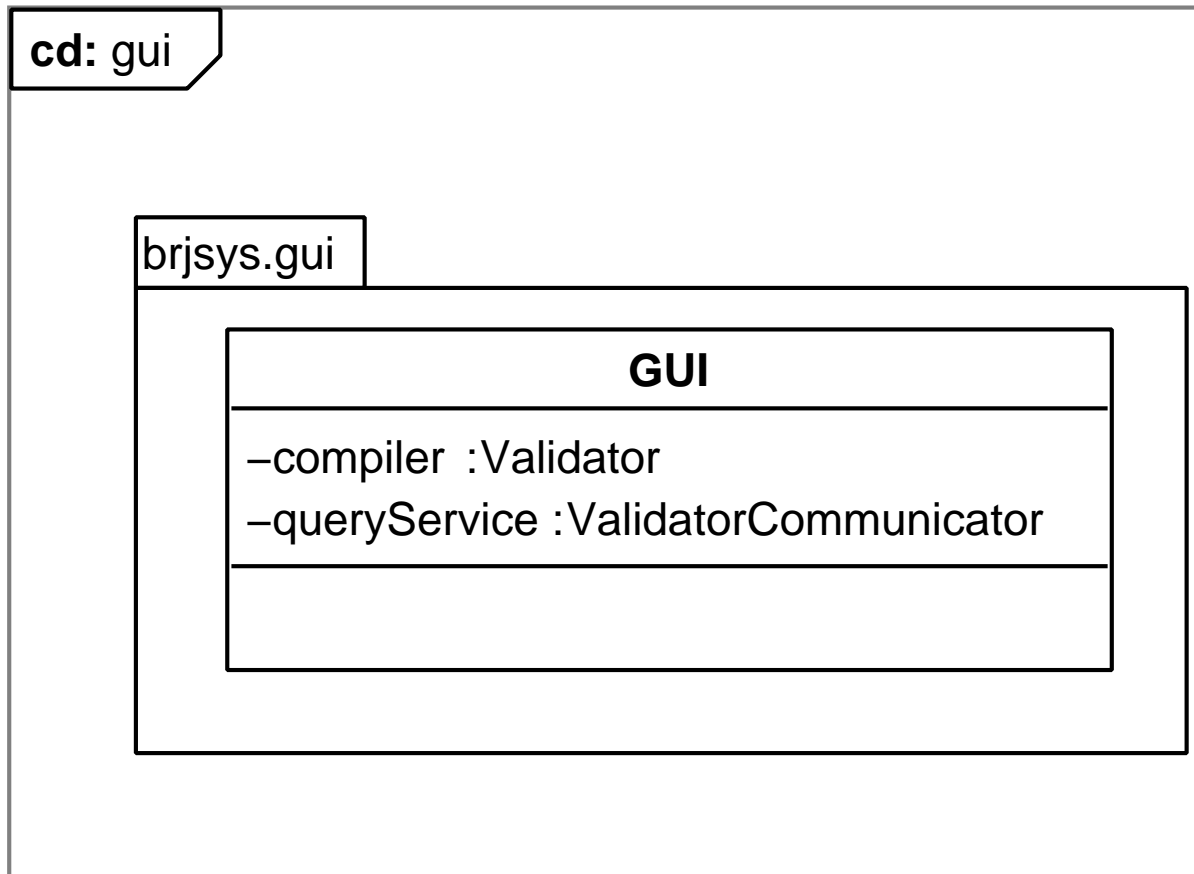 cd: gui
brjsys.gui
GUI
–compiler :Validator
–queryService :ValidatorCommunicator